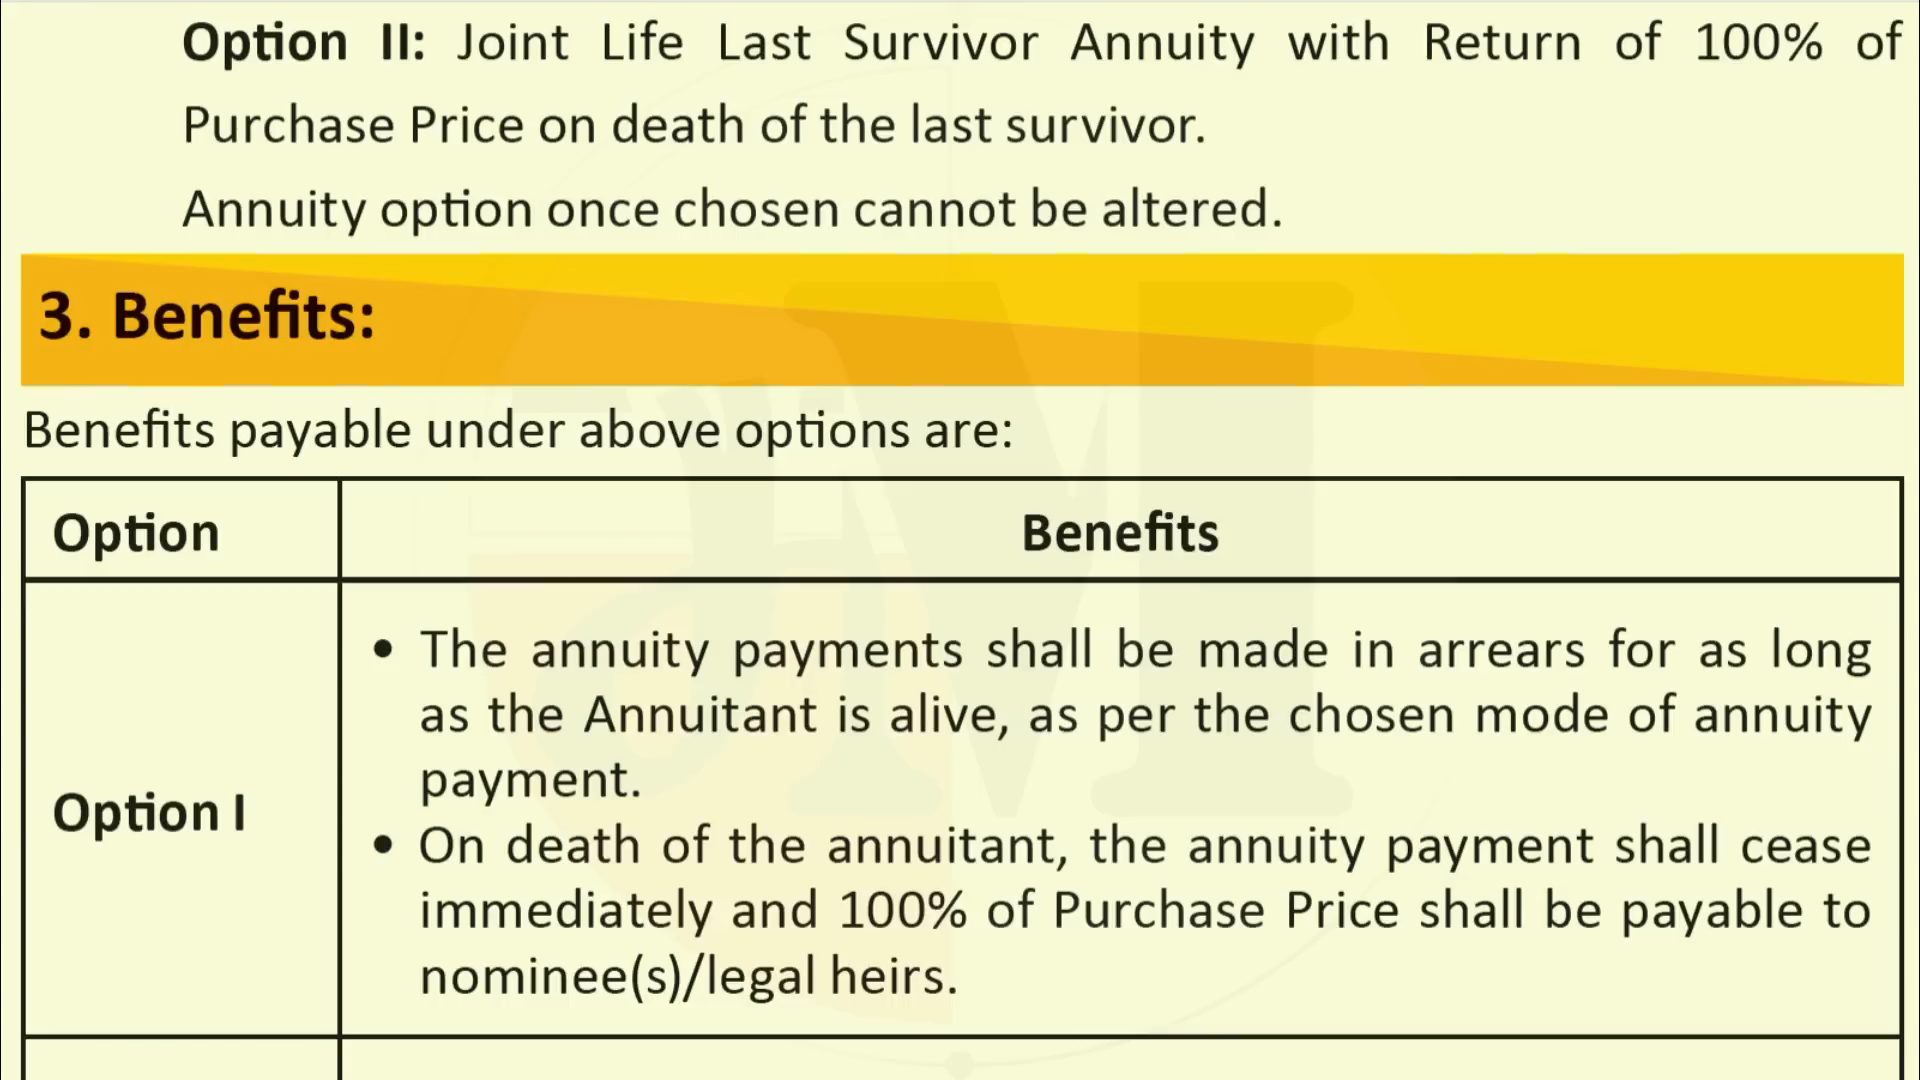 Option II: Joint Life Last Survivor Annuity with Return of 100% of
Purchase Price on death of the last survivor.
Annuity option once chosen cannot be altered.
3. Benefits:
Benefits payable under above options are:
Option
Benefits
Option I
• The annuity payments shall be made in arrears for as long
as the Annuitant is alive, as per the chosen mode of annuity
payment.
• On death of the annuitant, the annuity payment shall cease
immediately and 100% of Purchase Price shall be payable to
nominee(s)/legal heirs.